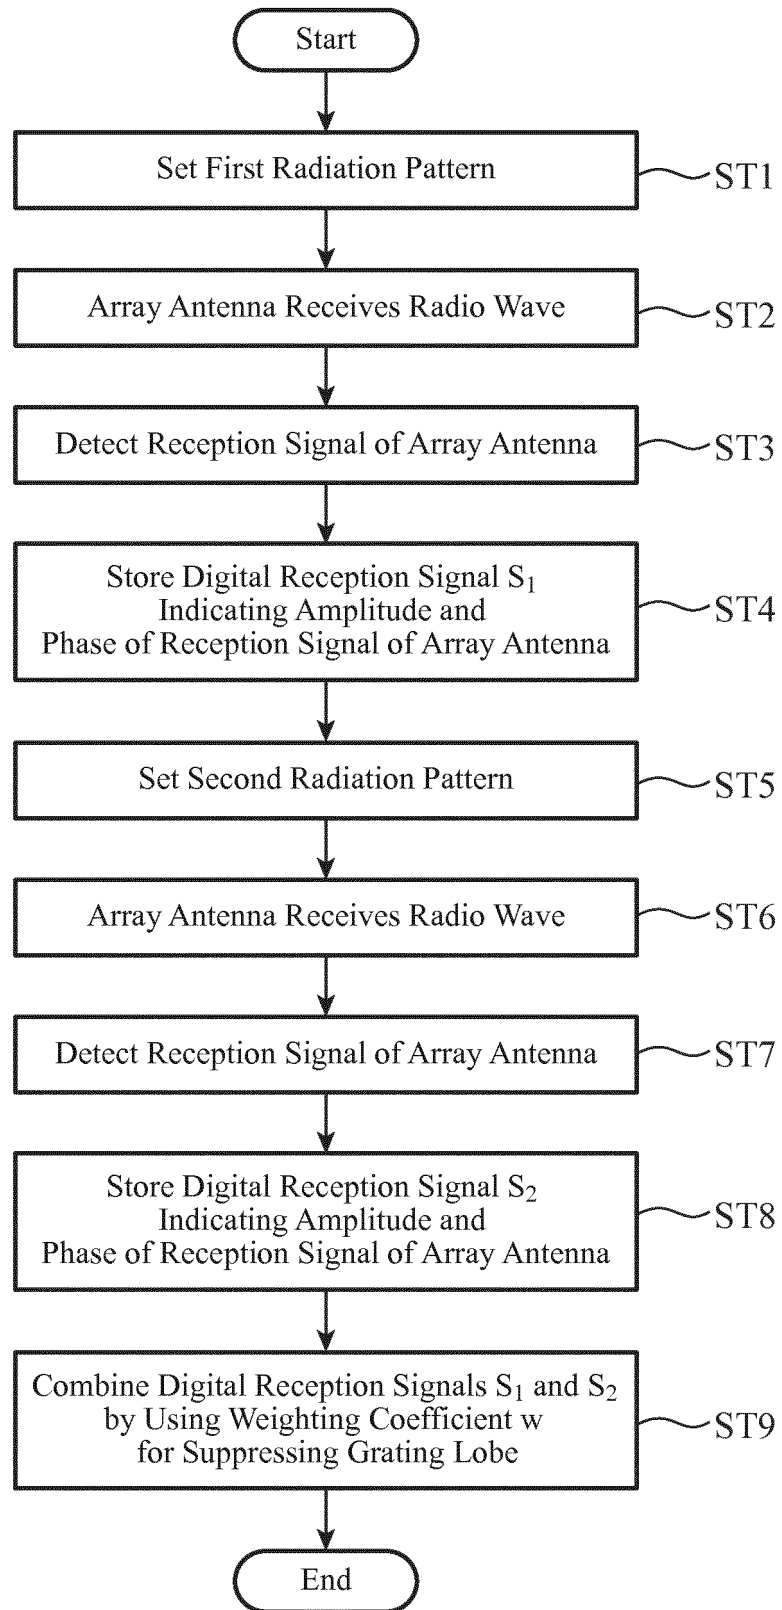 Start
Set First Radiation Pattern
ST1
Array Antenna Receives Radio Wave
ST2
Detect Reception Signal of Array Antenna
ST3
Store Digital Reception Signal S₁
Indicating Amplitude and
Phase of Reception Signal of Array Antenna
ST4
Set Second Radiation Pattern
ST5
Array Antenna Receives Radio Wave
ST6
Detect Reception Signal of Array Antenna
ST7
Store Digital Reception Signal S₂
Indicating Amplitude and
Phase of Reception Signal of Array Antenna
ST8
Combine Digital Reception Signals S₁ and S₂
by Using Weighting Coefficient w
for Suppressing Grating Lobe
ST9
End